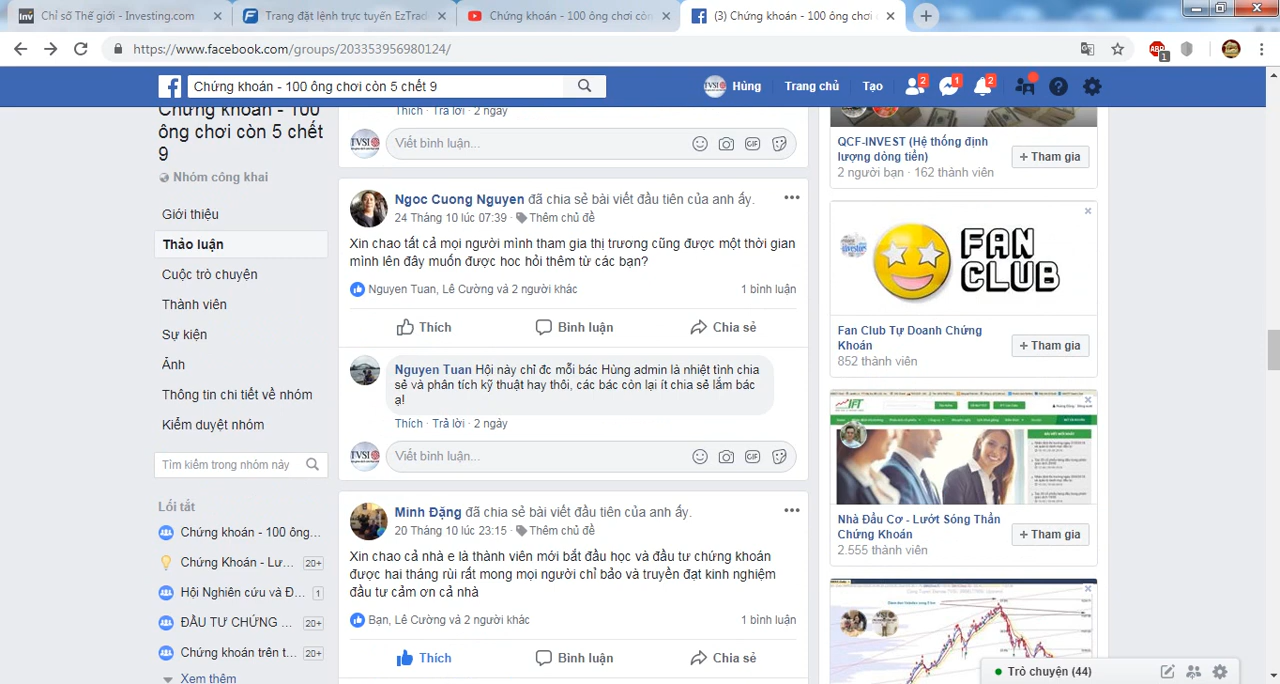 Chỉ số Thế giới - Investing.com
Trang đặt lệnh trực tuyến EzTrade
Chứng khoán - 100 ông chơi còn 5
(3) Chứng khoán - 100 ông chơi
https://www.facebook.com/groups/203353956980124/
Chứng khoán - 100 ông chơi còn 5 chết 9
Hùng
Trang chủ
Tạo
2
1
2
Chứng khoán - 100
ông chơi còn 5 chết
9
Nhóm công khai
Giới thiệu
Thảo luận
Cuộc trò chuyện
Thành viên
Sự kiện
Ảnh
Thông tin chi tiết về nhóm
Kiểm duyệt nhóm
Tìm kiếm trong nhóm này
Lối tắt
Chứng khoán - 100 ông...
Chứng Khoán - Lư... 20+
Hội Nghiên cứu và Đ... 1
ĐẦU TƯ CHỨNG ... 20+
Chứng khoán trên t... 20+
Xem thêm
Thích · Trả lời · 2 ngày
TVSI
Viết bình luận...
GIF
Ngoc Cuong Nguyen đã chia sẻ bài viết đầu tiên của anh ấy.
24 Tháng 10 lúc 07:39 · Thêm chủ đề
Xin chao tất cả mọi người mình tham gia thị trương cũng được một thời gian
mình lên đây muốn được hoc hỏi thêm từ các bạn?
Nguyen Tuan, Lê Cường và 2 người khác
1 bình luận
Thích
Bình luận
Chia sẻ
Nguyen Tuan Hội này chỉ đc mỗi bác Hùng admin là nhiệt tình chia
sẻ và phân tích kỹ thuật hay thôi, các bác còn lại ít chia sẻ lắm bác
ạ!
Thích · Trả lời · 2 ngày
TVSI
Viết bình luận...
GIF
Minh Đặng đã chia sẻ bài viết đầu tiên của anh ấy.
20 Tháng 10 lúc 23:15 · Thêm chủ đề
Xin chao cả nhà e là thành viên mới bắt đầu học và đầu tư chứng khoán
được hai tháng rùi rất mong mọi người chỉ bảo và truyền đạt kinh nghiệm
đầu tư cảm ơn cả nhà
Bạn, Lê Cường và 2 người khác
1 bình luận
Thích
Bình luận
Chia sẻ
QCF-INVEST (Hệ thống định
lượng dòng tiền)
2 người bạn · 162 thành viên
+ Tham gia
FAN
CLUB
Fan Club Tự Doanh Chứng
Khoán
852 thành viên
+ Tham gia
IFT
Nhà Đầu Cơ - Lướt Sóng Thần
Chứng Khoán
2.555 thành viên
+ Tham gia
Trò chuyện (44)